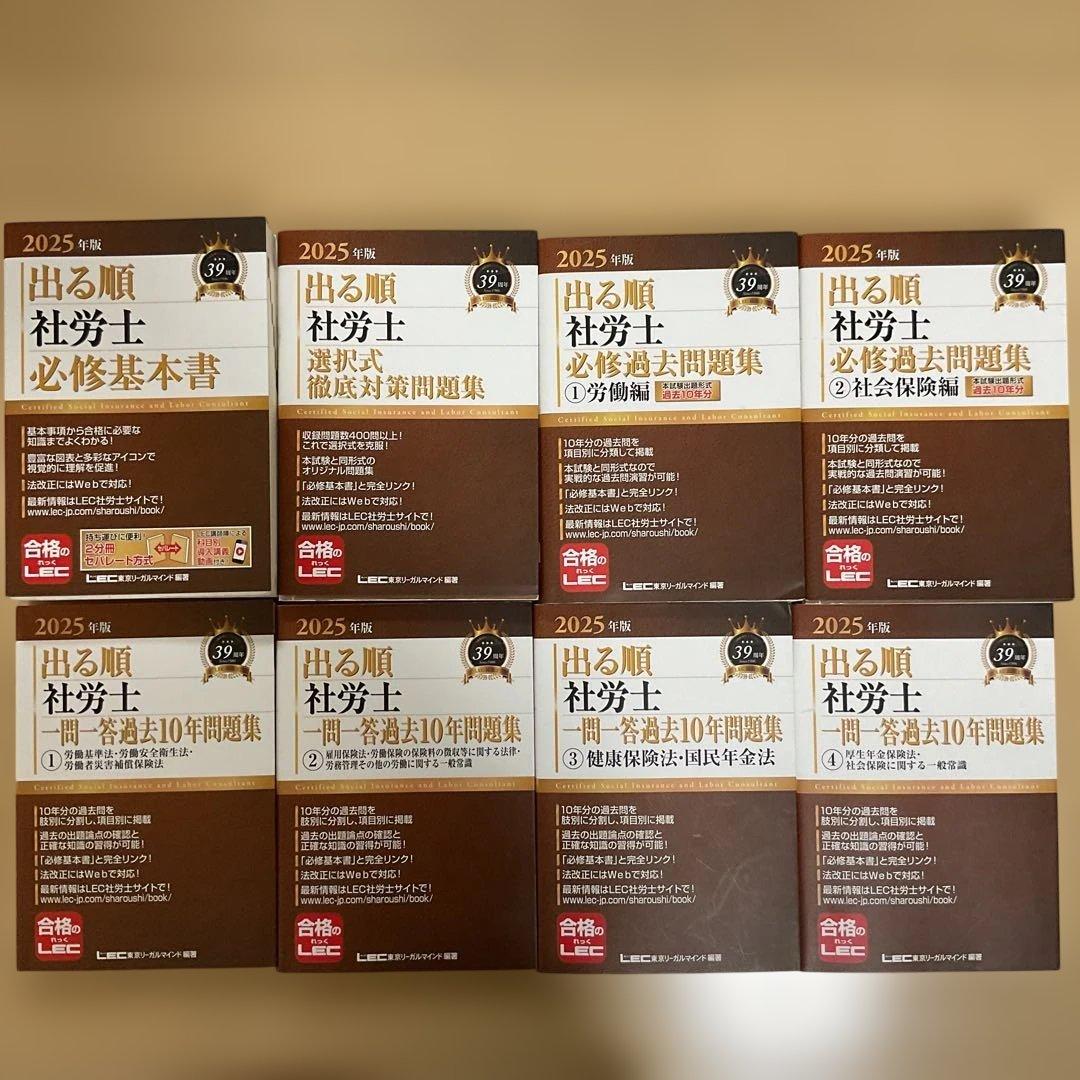 2025年版
39周年
出る順
社労士
必修基本書
Certified Social Insurance and Labor Consultant
基本事項から合格に必要な
知識までよくわかる!
豊富な図表と多彩なアイコンで
視覚的に理解を促進!
法改正にはWebで対応!
最新情報はLEC社労士サイトで!
www.lec-jp.com/sharoushi/book/
持ち運びに便利!
2分冊
セパレート方式
セパレート
LEC講師陣による
科目別
導入講義
動画付き
合格の
れっく
LEC
LEC東京リーガルマインド 編著
2025年版
39周年
出る順
社労士
選択式
徹底対策問題集
Certified Social Insurance and Labor Consultant
収録問題数400問以上!
これで選択式を克服!
本試験と同形式の
オリジナル問題集
「必修基本書」と完全リンク!
法改正にはWebで対応!
最新情報はLEC社労士サイトで!
www.lec-jp.com/sharoushi/book/
合格の
れっく
LEC
LEC東京リーガルマインド 編著
2025年版
39周年
出る順
社労士
必修過去問題集
①労働編
本試験出題形式
過去10年分
Certified Social Insurance and Labor Consultant
10年分の過去問を
項目別に分類して掲載
本試験と同形式なので
実戦的な過去問演習が可能!
「必修基本書」と完全リンク!
法改正にはWebで対応!
最新情報はLEC社労士サイトで!
www.lec-jp.com/sharoushi/book/
合格の
れっく
LEC
LEC東京リーガルマインド 編著
2025年版
39周年
出る順
社労士
必修過去問題集
②社会保険編
本試験出題形式
過去10年分
Certified Social Insurance and Labor Consultant
10年分の過去問を
項目別に分類して掲載
本試験と同形式なので
実戦的な過去問演習が可能!
「必修基本書」と完全リンク!
法改正にはWebで対応!
最新情報はLEC社労士サイトで!
www.lec-jp.com/sharoushi/book/
合格の
れっく
LEC
LEC東京リーガルマインド 編著
2025年版
39周年
出る順
社労士
一問一答過去10年問題集
①労働基準法・労働安全衛生法・
労働者災害補償保険法
Certified Social Insurance and Labor Consultant
10年分の過去問を
肢別に分割し、項目別に掲載
過去の出題論点の確認と
正確な知識の習得が可能!
「必修基本書」と完全リンク!
法改正にはWebで対応!
最新情報はLEC社労士サイトで!
www.lec-jp.com/sharoushi/book/
合格の
れっく
LEC
LEC東京リーガルマインド 編著
2025年版
39周年
出る順
社労士
一問一答過去10年問題集
②雇用保険法・労働保険の保険料の徴収等に関する法律・
労務管理その他の労働に関する一般常識
Certified Social Insurance and Labor Consultant
10年分の過去問を
肢別に分割し、項目別に掲載
過去の出題論点の確認と
正確な知識の習得が可能!
「必修基本書」と完全リンク!
法改正にはWebで対応!
最新情報はLEC社労士サイトで!
www.lec-jp.com/sharoushi/book/
合格の
れっく
LEC
LEC東京リーガルマインド 編著
2025年版
39周年
出る順
社労士
一問一答過去10年問題集
③健康保険法・国民年金法
Certified Social Insurance and Labor Consultant
10年分の過去問を
肢別に分割し、項目別に掲載
過去の出題論点の確認と
正確な知識の習得が可能!
「必修基本書」と完全リンク!
法改正にはWebで対応!
最新情報はLEC社労士サイトで!
www.lec-jp.com/sharoushi/book/
合格の
れっく
LEC
LEC東京リーガルマインド 編著
2025年版
39周年
出る順
社労士
一問一答過去10年問題集
④厚生年金保険法・
社会保険に関する一般常識
Certified Social Insurance and Labor Consultant
10年分の過去問を
肢別に分割し、項目別に掲載
過去の出題論点の確認と
正確な知識の習得が可能!
「必修基本書」と完全リンク!
法改正にはWebで対応!
最新情報はLEC社労士サイトで!
www.lec-jp.com/sharoushi/book/
合格の
れっく
LEC
LEC東京リーガルマインド 編著